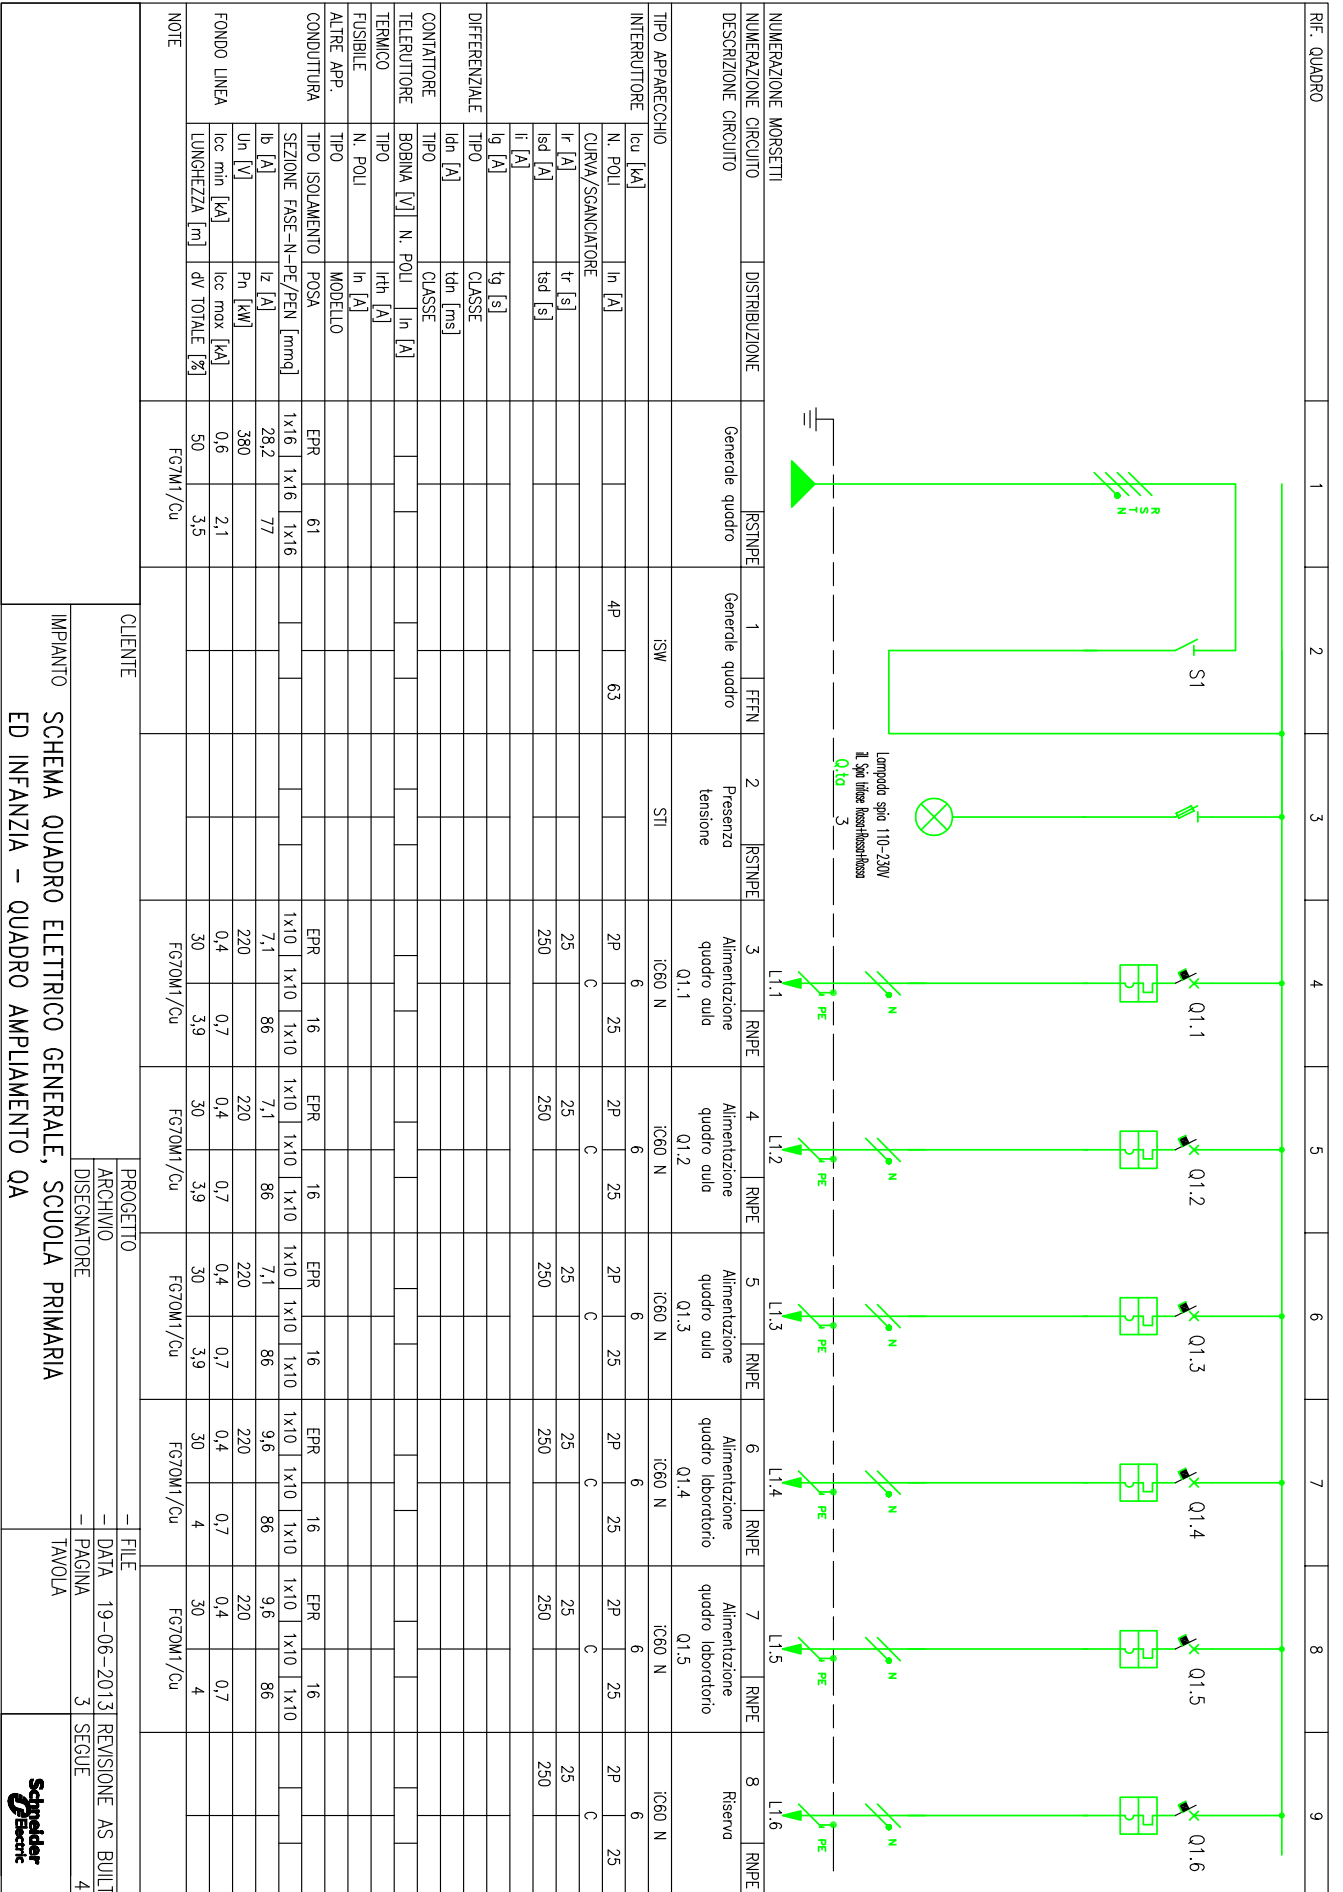 RIF. QUADRO 1 2 3 4 5 6 7 8 9
R
S
T
N
S1
Lampada spia 110-230V
iIL Spia trifase Rossa+Rossa+Rossa
Q.ta 3
Q1.1 Q1.2 Q1.3 Q1.4 Q1.5 Q1.6
N N N N N N
PE PE PE PE PE PE
NUMERAZIONE MORSETTI L1.1 L1.2 L1.3 L1.4 L1.5 L1.6
NUMERAZIONE CIRCUITO DISTRIBUZIONE RSTNPE 1 FFFN 2 RSTNPE 3 RNPE 4 RNPE 5 RNPE 6 RNPE 7 RNPE 8 RNPE
DESCRIZIONE CIRCUITO Generale quadro Generale quadro Presenza Alimentazione Alimentazione Alimentazione Alimentazione Alimentazione Riserva
tensione quadro aula quadro aula quadro aula quadro laboratorio quadro laboratorio
Q1.1 Q1.2 Q1.3 Q1.4 Q1.5
TIPO APPARECCHIO iSW STI iC60 N iC60 N iC60 N iC60 N iC60 N iC60 N
INTERRUTTORE Icu [kA] 6 6 6 6 6 6
N. POLI In [A] 4P 63 2P 25 2P 25 2P 25 2P 25 2P 25 2P 25
CURVA/SGANCIATORE C C C C C C
Ir [A] tr [s] 25 25 25 25 25 25
Isd [A] tsd [s] 250 250 250 250 250 250
Ii [A]
Ig [A] tg [s]
DIFFERENZIALE TIPO CLASSE
Idn [A] tdn [ms]
CONTATTORE TIPO CLASSE
TELERUTTORE BOBINA [V] N. POLI In [A]
TERMICO TIPO Irth [A]
FUSIBILE N. POLI In [A]
ALTRE APP. TIPO MODELLO
CONDUTTURA TIPO ISOLAMENTO POSA EPR 61 EPR 16 EPR 16 EPR 16 EPR 16 EPR 16
SEZIONE FASE-N-PE/PEN [mmq] 1x16 1x16 1x16 1x10 1x10 1x10 1x10 1x10 1x10 1x10 1x10 1x10 1x10 1x10 1x10 1x10 1x10 1x10
Ib [A] Iz [A] 28,2 77 7,1 86 7,1 86 7,1 86 9,6 86 9,6 86
Un [V] Pn [kW] 380 220 220 220 220 220
FONDO LINEA Icc min [kA] Icc max [kA] 0,6 2,1 0,4 0,7 0,4 0,7 0,4 0,7 0,4 0,7 0,4 0,7
LUNGHEZZA [m] dV TOTALE [%] 50 3,5 30 3,9 30 3,9 30 3,9 30 4 30 4
NOTE FG7M1/Cu FG7OM1/Cu FG7OM1/Cu FG7OM1/Cu FG7OM1/Cu FG7OM1/Cu
CLIENTE
PROGETTO -
ARCHIVIO -
DISEGNATORE -
FILE
DATA 19-06-2013 REVISIONE AS BUILT
PAGINA 3 SEGUE 4
TAVOLA
IMPIANTO SCHEMA QUADRO ELETTRICO GENERALE, SCUOLA PRIMARIA
ED INFANZIA - QUADRO AMPLIAMENTO QA
Schneider
Electric